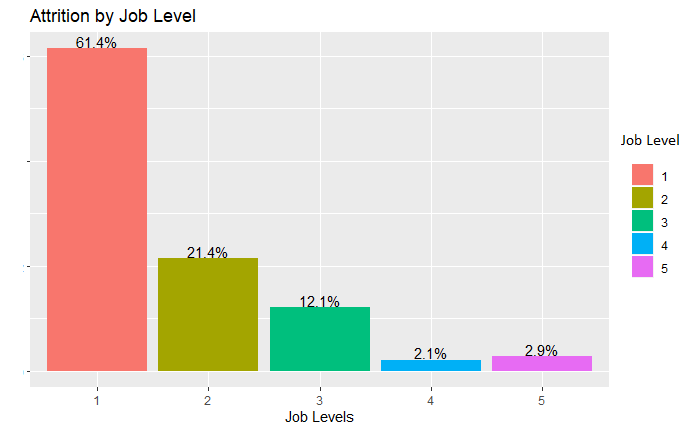 Attrition by Job Level
61.4%
21.4%
12.1%
2.1%
2.9%
1 2 3 4 5
Job Levels
Job Level
1
2
3
4
5